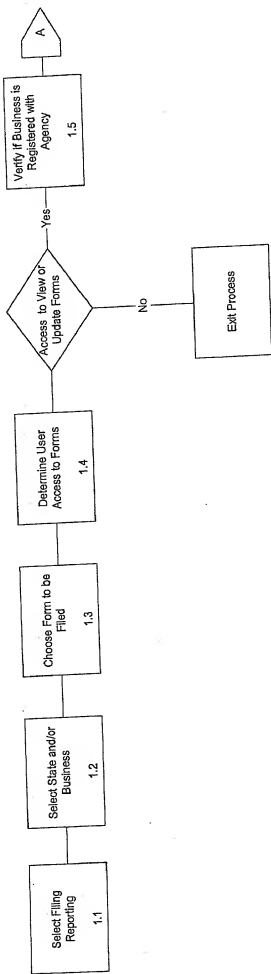 Select Filing
Reporting
1.1
Select State and/or
Business
1.2
Choose Form to be
Filed
1.3
Determine User
Access to Forms
1.4
Access to View or
Update Forms
Yes
No
Exit Process
Verify if Business is
Registered with
Agency
1.5
A